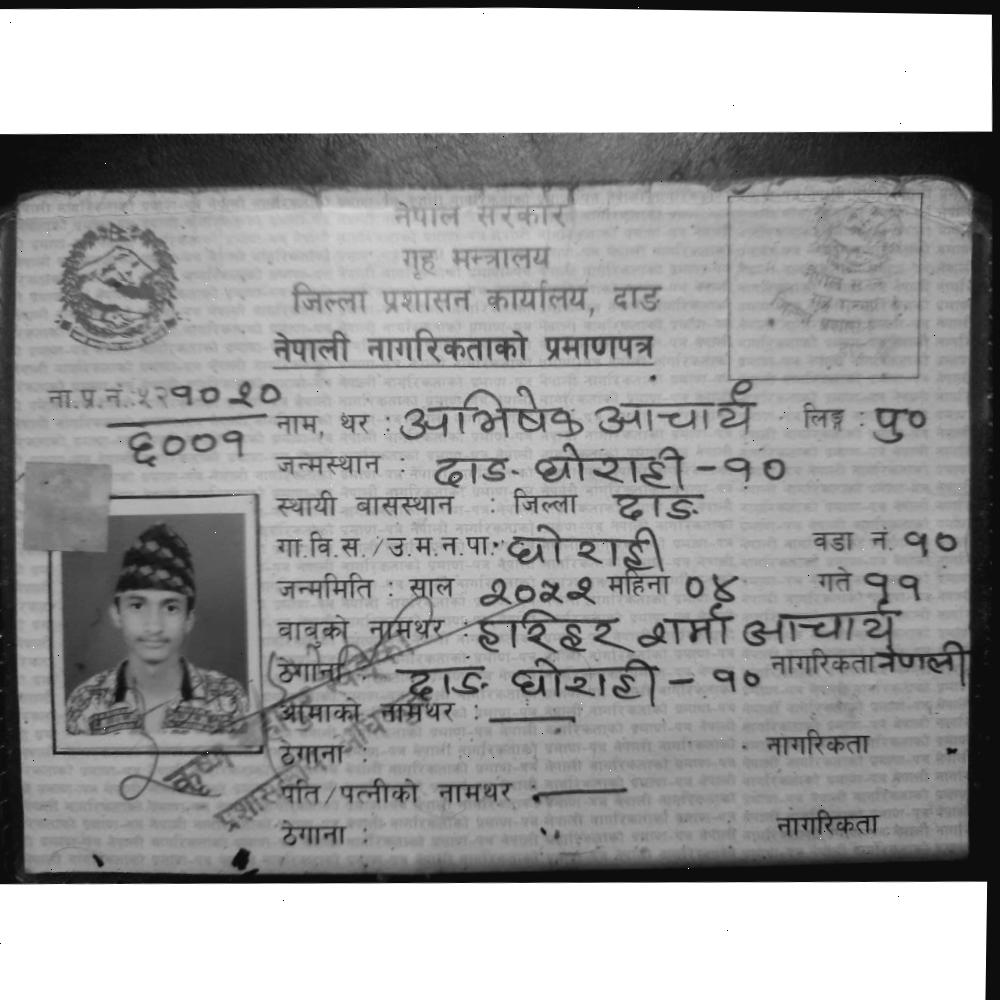 नेपाल सरकार
गृह मन्त्रालय
जिल्ला प्रशासन कार्यालय, दाङ
नेपाली नागरिकताको प्रमाणपत्र
ना.प्र.नं. ५२१०२०
६००१
नाम, थर : अभिषेक आचार्य लिङ्ग : पु०
जन्मस्थान : दाङ घोराही - १०
स्थायी बासस्थान : जिल्ला दाङ
गा.वि.स./उ.म.न.पा. घोराही वडा नं. १०
जन्ममिति : साल २०५२ महिना ०४ गते ११
बाबुको नामथर : हरिहर शर्मा आचार्य
ठेगाना दाङ घोराही - १० नागरिकता नेपाली
आमाको नामथर : —
ठेगाना : नागरिकता
पति/पत्नीको नामथर —
ठेगाना : नागरिकता